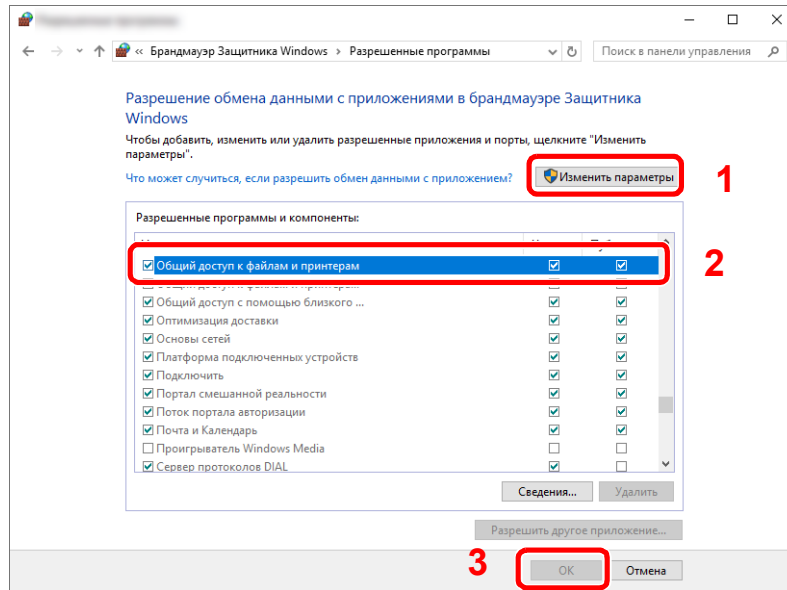 « Брандмауэр Защитника Windows › Разрешенные программы
Поиск в панели управления
Разрешение обмена данными с приложениями в брандмауэре Защитника
Windows
Чтобы добавить, изменить или удалить разрешенные приложения и порты, щелкните "Изменить
параметры".
Что может случиться, если разрешить обмен данными с приложением?
Изменить параметры
1
Разрешенные программы и компоненты:
Общий доступ к файлам и принтерам
2
Общий доступ с помощью близкого ...
Оптимизация доставки
Основы сетей
Платформа подключенных устройств
Подключить
Портал смешанной реальности
Поток портала авторизации
Почта и Календарь
Проигрыватель Windows Media
Сервер протоколов DIAL
Сведения...
Удалить
Разрешить другое приложение...
3
OK
Отмена